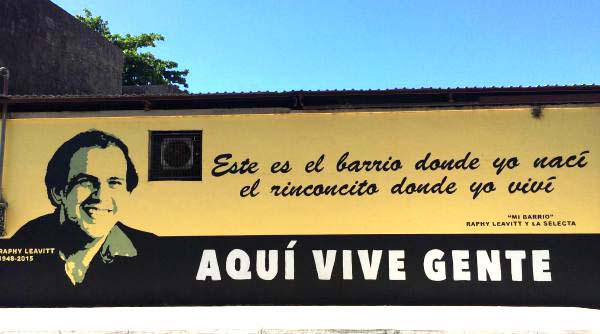 Este es el barrio donde yo nací
el rinconcito donde yo viví
"MI BARRIO"
RAPHY LEAVITT Y LA SELECTA
RAPHY LEAVITT
1948-2015
AQUÍ VIVE GENTE